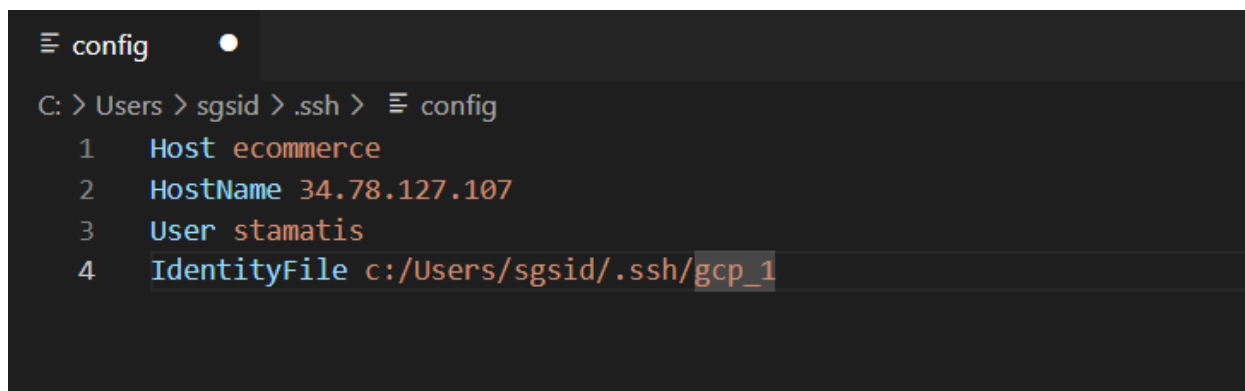 config
C: > Users > sgsid > .ssh > config
1 Host ecommerce
2 HostName 34.78.127.107
3 User stamatis
4 IdentityFile c:/Users/sgsid/.ssh/gcp_1